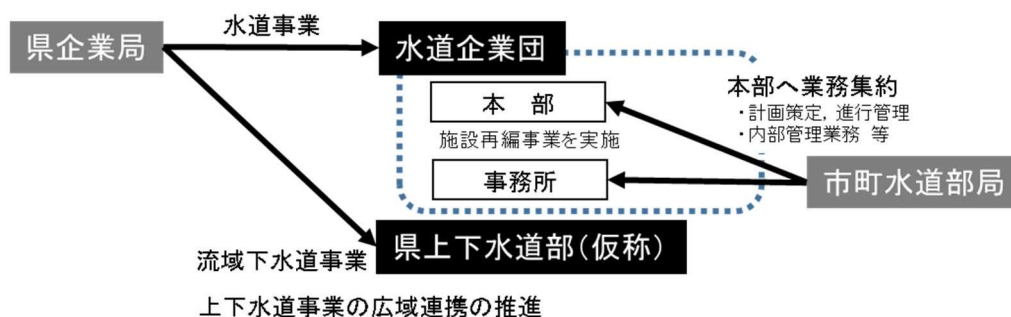 水道事業
県企業局
水道企業団
本 部
施設再編事業を実施
事務所
本部へ業務集約
・計画策定, 進行管理
・内部管理業務 等
市町水道部局
県上下水道部(仮称)
流域下水道事業
上下水道事業の広域連携の推進